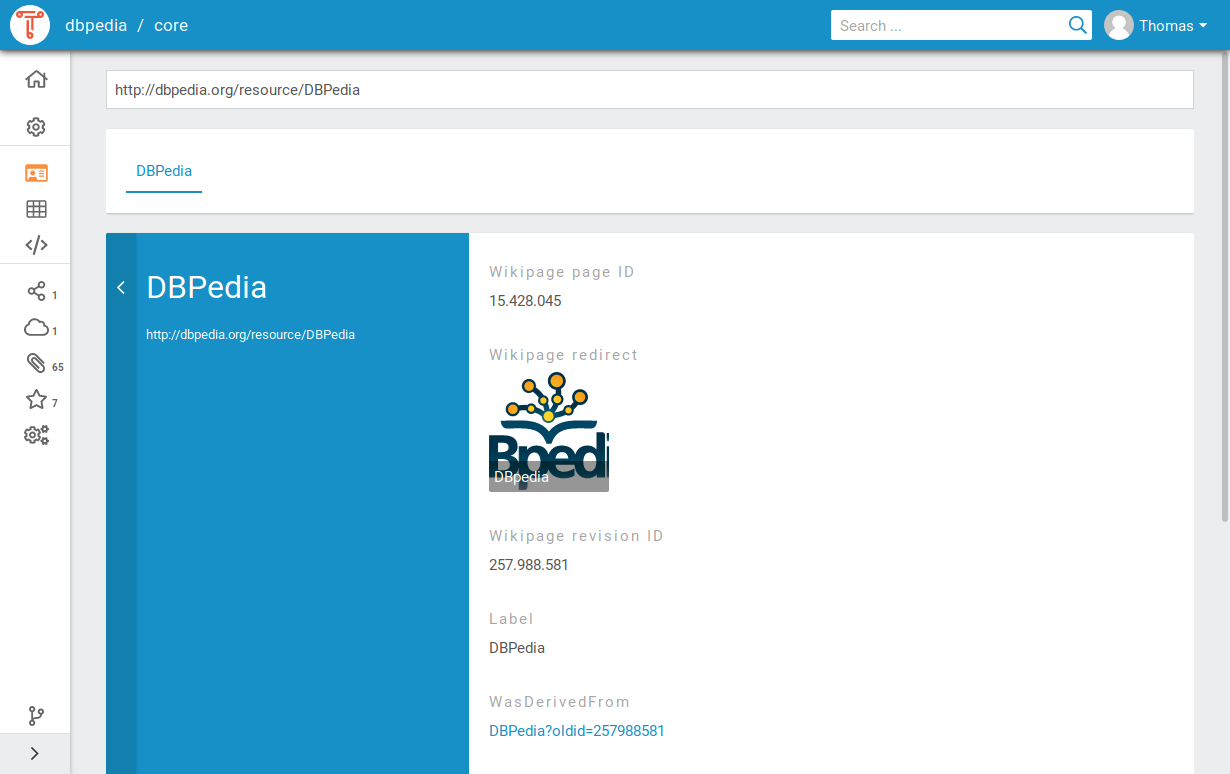 dbpedia / core
Search ...
Thomas
http://dbpedia.org/resource/DBPedia
DBPedia
1
1
65
7
DBPedia
http://dbpedia.org/resource/DBPedia
Wikipage page ID
15.428.045
Wikipage redirect
Bpedi
DBpedia
Wikipage revision ID
257.988.581
Label
DBPedia
WasDerivedFrom
DBPedia?oldid=257988581